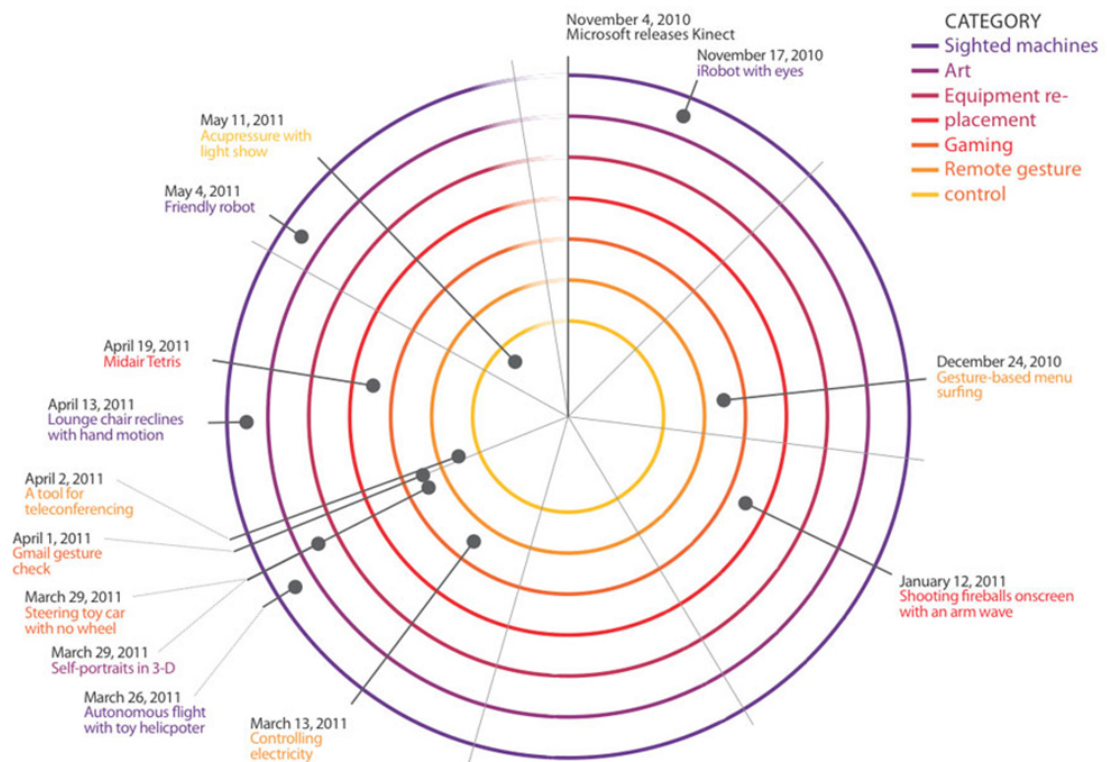 November 4, 2010
Microsoft releases Kinect
November 17, 2010
iRobot with eyes
CATEGORY
Sighted machines
Art
Equipment re-
placement
Gaming
Remote gesture
control
May 11, 2011
Acupressure with
light show
May 4, 2011
Friendly robot
April 19, 2011
Midair Tetris
December 24, 2010
Gesture-based menu
surfing
April 13, 2011
Lounge chair reclines
with hand motion
April 2, 2011
A tool for
teleconferencing
April 1, 2011
Gmail gesture
check
January 12, 2011
Shooting fireballs onscreen
with an arm wave
March 29, 2011
Steering toy car
with no wheel
March 29, 2011
Self-portraits in 3-D
March 26, 2011
Autonomous flight
with toy helicpoter
March 13, 2011
Controlling
electricity